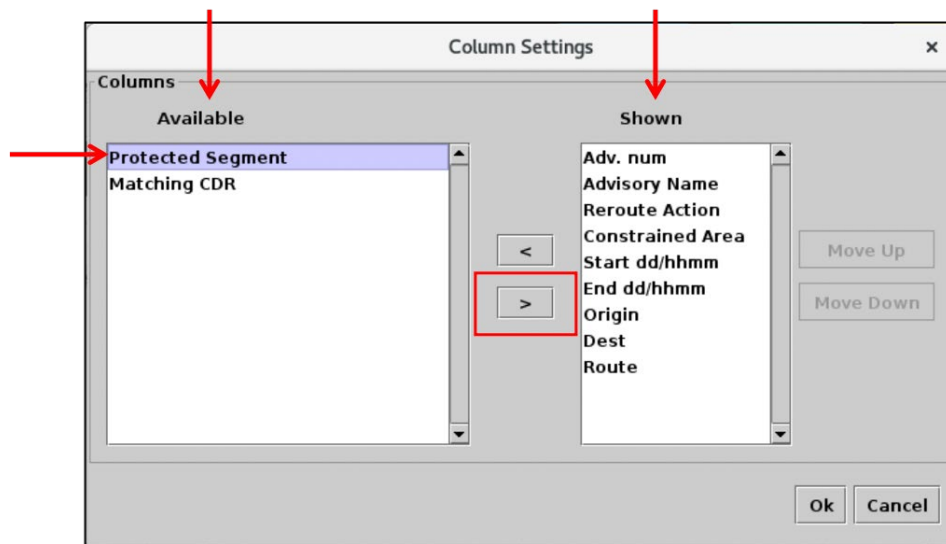 Column Settings ×
Columns
Available
Shown
Protected Segment
Matching CDR
<
>
Adv. num
Advisory Name
Reroute Action
Constrained Area
Start dd/hhmm
End dd/hhmm
Origin
Dest
Route
Move Up
Move Down
Ok
Cancel